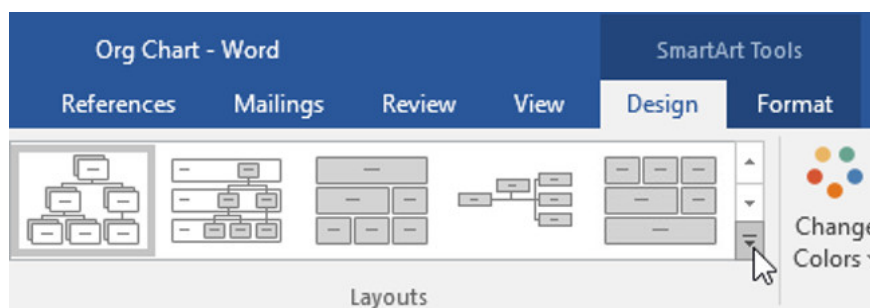 Org Chart - Word
SmartArt Tools
References Mailings Review View Design Format
Change
Colors
Layouts